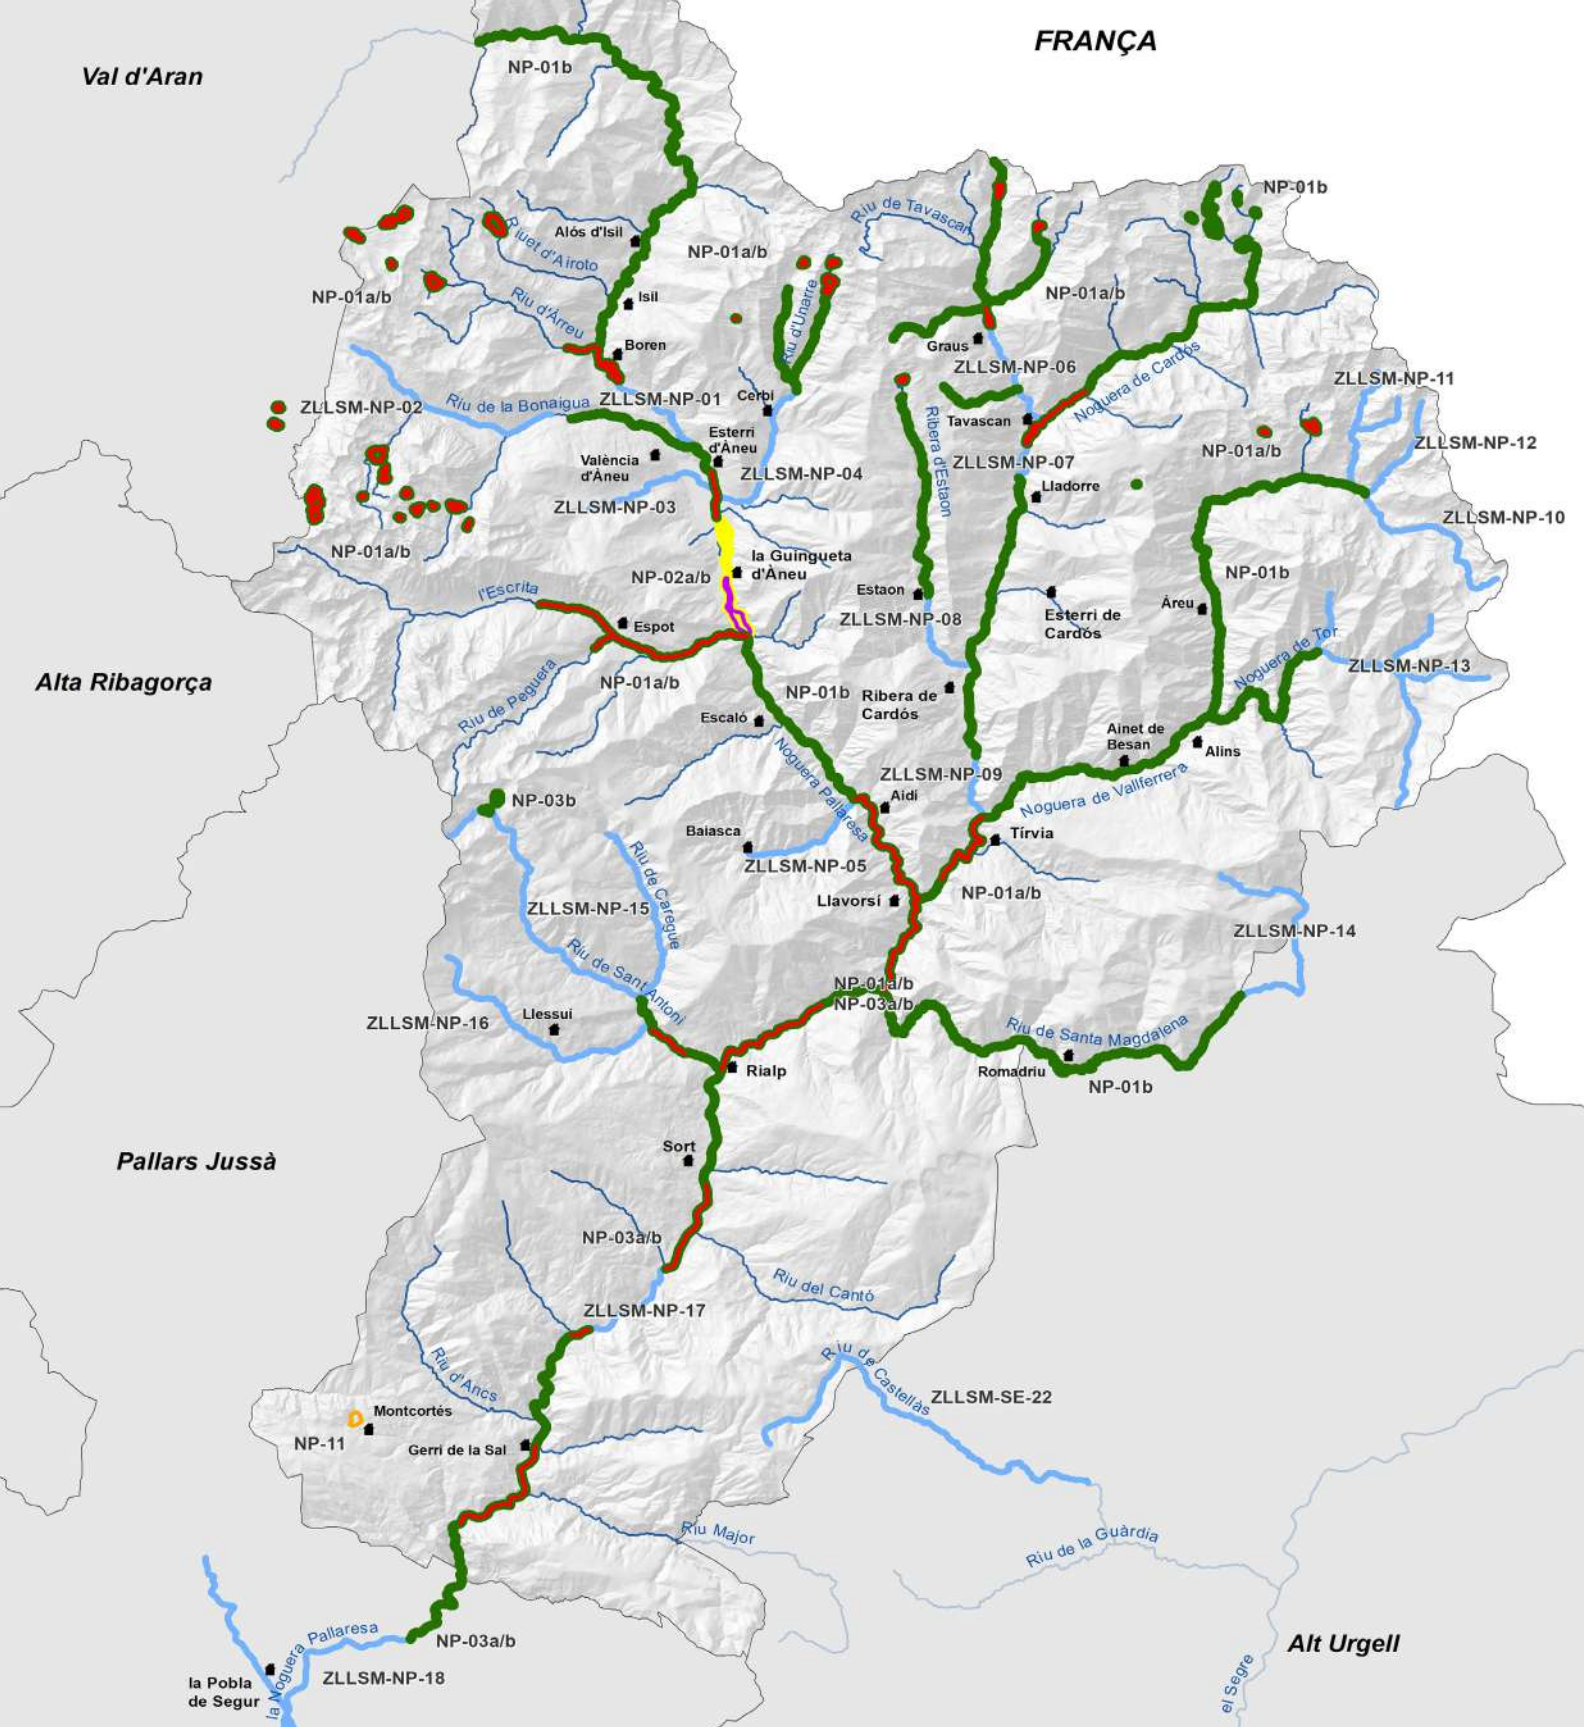 FRANÇA
Val d'Aran
NP-01b
NP-01b
Riu de Tavascan
Alós d'Isil
Riuet d'Airoto
NP-01a/b
Isil
NP-01a/b
Riu d'Àrreu
Riu d'Unarre
NP-01a/b
Boren
Graus
ZLLSM-NP-06
Noguera de Cardós
ZLLSM-NP-11
ZLLSM-NP-02
Riu de la Bonaigua
ZLLSM-NP-01
Cerbi
Tavascan
Ribera d'Estaon
Esterri
d'Àneu
ZLLSM-NP-12
NP-01a/b
València
d'Àneu
ZLLSM-NP-04
ZLLSM-NP-07
Lladorre
ZLLSM-NP-03
ZLLSM-NP-10
NP-01a/b
la Guingueta
d'Àneu
NP-02a/b
NP-01b
l'Escrita
Estaon
Àreu
ZLLSM-NP-08
Esterri de
Cardós
Espot
Noguera de Tor
ZLLSM-NP-13
Alta Ribagorça
NP-01a/b
Riu de Peguera
NP-01b
Ribera de
Cardós
Escaló
Ainet de
Besan
Alins
Noguera Pallaresa
ZLLSM-NP-09
Noguera de Vallferrera
NP-03b
Aidí
Baiasca
Tírvia
ZLLSM-NP-05
Riu de Caregue
Llavorsí
NP-01a/b
ZLLSM-NP-15
ZLLSM-NP-14
Riu de Sant Antoni
NP-01a/b
NP-03a/b
Llessui
ZLLSM-NP-16
Riu de Santa Magdalena
Rialp
Romadriu
NP-01b
Sort
Pallars Jussà
NP-03a/b
Riu del Cantó
ZLLSM-NP-17
Riu d'Ancs
Riu de Castellàs
ZLLSM-SE-22
Montcortés
NP-11
Gerri de la Sal
Riu Major
Riu de la Guàrdia
la Noguera Pallaresa
NP-03a/b
Alt Urgell
ZLLSM-NP-18
la Pobla
de Segur
el Segre